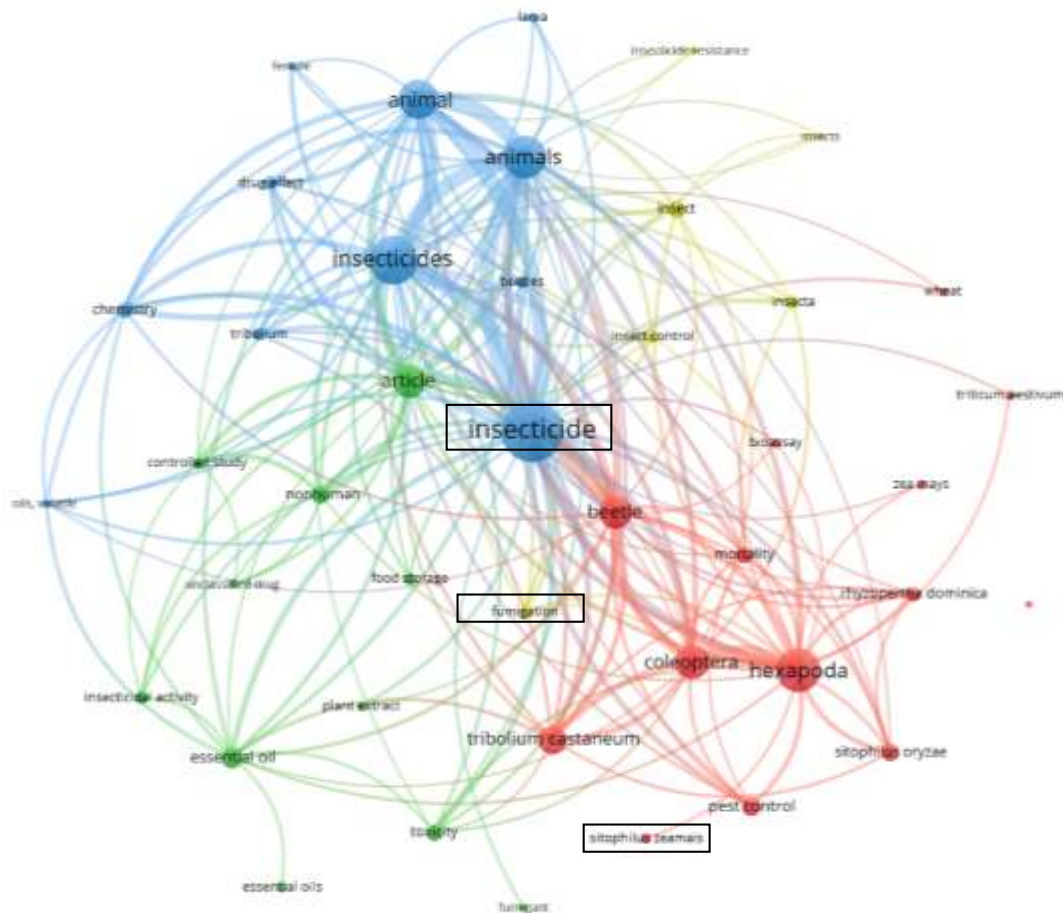 larva
insecticide resistance
female
animal
insects
animals
drug effect
insect
insecticides
beetles
wheat
chemistry
insecta
tribolium
insect control
article
triticum aestivum
insecticide
bioassay
controlled study
zea mays
nonhuman
oils, volatile
beetle
mortality
unclassified drug
food storage
rhyzopertha dominica
fumigation
coleoptera
hexapoda
insecticidal activity
plant extract
tribolium castaneum
sitophilus oryzae
essential oil
pest control
toxicity
sitophilus zeamais
essential oils
fumigant